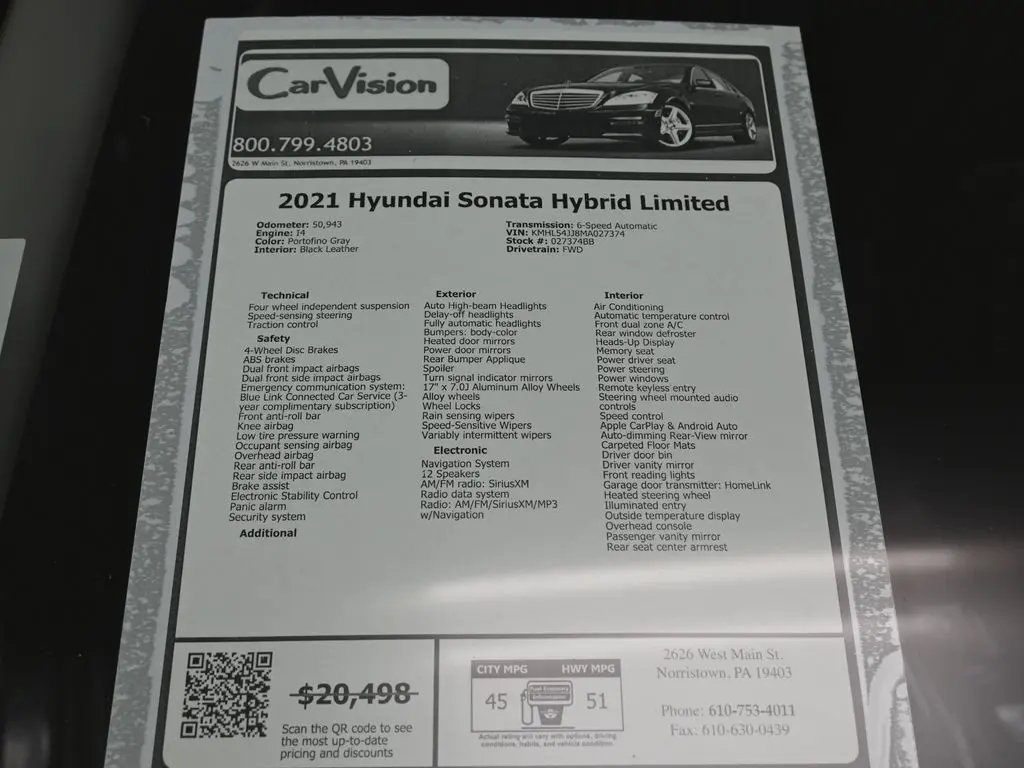 CarVision
800.799.4803
2626 W Main St. Norristown, PA 19403
2021 Hyundai Sonata Hybrid Limited
Odometer: 50,943
Engine: I4
Color: Portofino Gray
Interior: Black Leather
Transmission: 6-Speed Automatic
VIN: KMHL54JJ8MA027374
Stock #: 027374BB
Drivetrain: FWD
Technical
Four wheel independent suspension
Speed-sensing steering
Traction control
Safety
4-Wheel Disc Brakes
ABS brakes
Dual front impact airbags
Dual front side impact airbags
Emergency communication system:
Blue Link Connected Car Service (3-
year complimentary subscription)
Front anti-roll bar
Knee airbag
Low tire pressure warning
Occupant sensing airbag
Overhead airbag
Rear anti-roll bar
Rear side impact airbag
Brake assist
Electronic Stability Control
Panic alarm
Security system
Additional
Exterior
Auto High-beam Headlights
Delay-off headlights
Fully automatic headlights
Bumpers: body-color
Heated door mirrors
Power door mirrors
Rear Bumper Applique
Spoiler
Turn signal indicator mirrors
17" x 7.0J Aluminum Alloy Wheels
Alloy wheels
Wheel Locks
Rain sensing wipers
Speed-Sensitive Wipers
Variably intermittent wipers
Electronic
Navigation System
12 Speakers
AM/FM radio: SiriusXM
Radio data system
Radio: AM/FM/SiriusXM/MP3
w/Navigation
Interior
Air Conditioning
Automatic temperature control
Front dual zone A/C
Rear window defroster
Heads-Up Display
Memory seat
Power driver seat
Power steering
Power windows
Remote keyless entry
Steering wheel mounted audio
controls
Speed control
Apple CarPlay & Android Auto
Auto-dimming Rear-View mirror
Carpeted Floor Mats
Driver door bin
Driver vanity mirror
Front reading lights
Garage door transmitter: HomeLink
Heated steering wheel
Illuminated entry
Outside temperature display
Overhead console
Passenger vanity mirror
Rear seat center armrest
$20,498
Scan the QR code to see
the most up-to-date
pricing and discounts
CITY MPG HWY MPG
45 51
Fuel Economy
Information
Actual rating will vary with options, driving
conditions, habits, and vehicle condition.
2626 West Main St.
Norristown, PA 19403
Phone: 610-753-4011
Fax: 610-630-0439